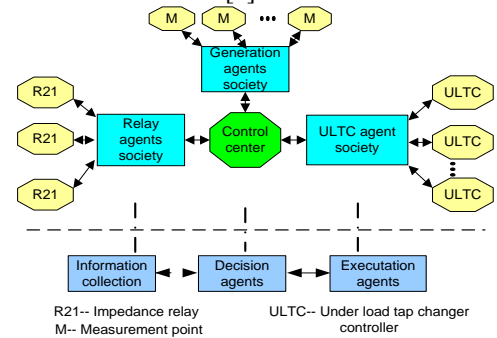 M M ••• M
Generation
agents
society
R21
R21
R21
Relay
agents
society
Control
center
ULTC agent
society
ULTC
ULTC
ULTC
Information
collection
Decision
agents
Executation
agents
R21-- Impedance relay
M-- Measurement point
ULTC-- Under load tap changer
controller